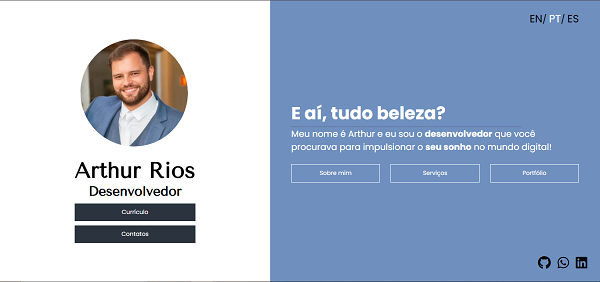 EN/ PT/ ES
Arthur Rios
Desenvolvedor
Currículo
Contatos
E aí, tudo beleza?
Meu nome é Arthur e eu sou o desenvolvedor que você
procurava para impulsionar o seu sonho no mundo digital!
Sobre mim
Serviços
Portfólio